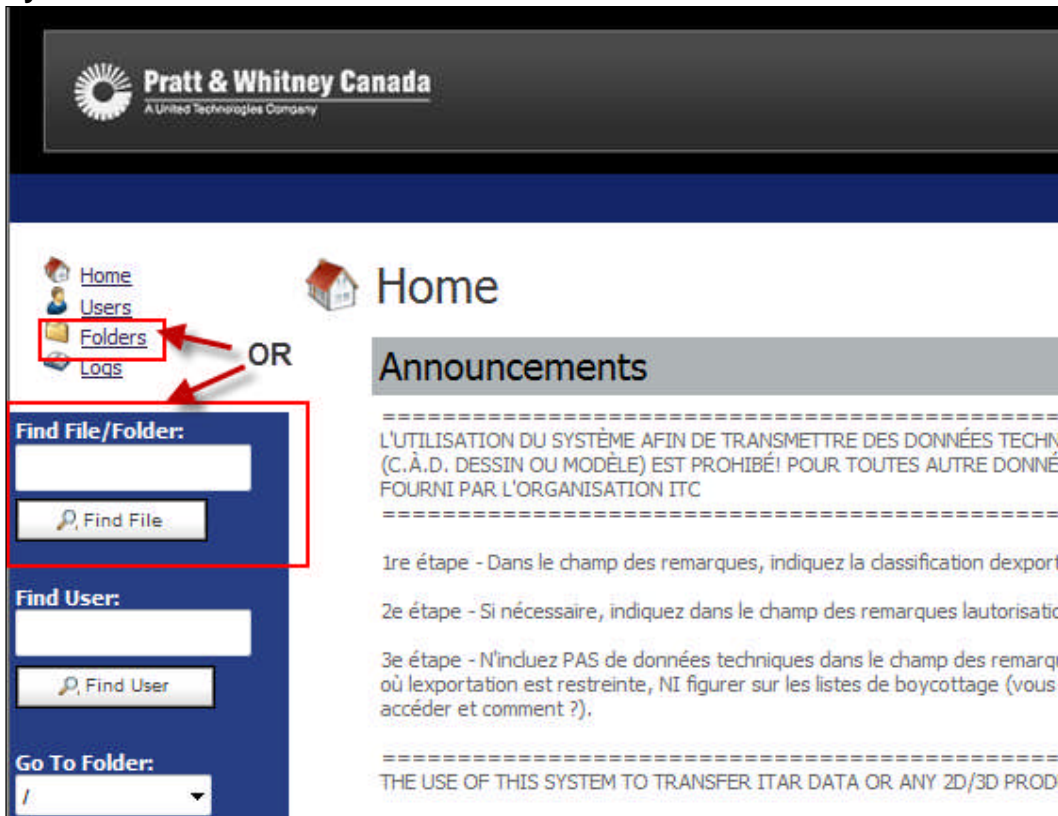 Pratt & Whitney Canada
A United Technologies Company
Home
Users
Folders
Logs
OR
Find File/Folder:
Find File
Find User:
Find User
Go To Folder:
/
Home
Announcements
==================================================
L'UTILISATION DU SYSTÈME AFIN DE TRANSMETTRE DES DONNÉES TECHN
(C.À.D. DESSIN OU MODÈLE) EST PROHIBÉ! POUR TOUTES AUTRE DONNÉ
FOURNI PAR L'ORGANISATION ITC
==================================================
1re étape - Dans le champ des remarques, indiquez la classification dexport
2e étape - Si nécessaire, indiquez dans le champ des remarques lautorisatio
3e étape - N'incluez PAS de données techniques dans le champ des remarqu
où lexportation est restreinte, NI figurer sur les listes de boycottage (vous
accéder et comment ?).
==================================================
THE USE OF THIS SYSTEM TO TRANSFER ITAR DATA OR ANY 2D/3D PROD